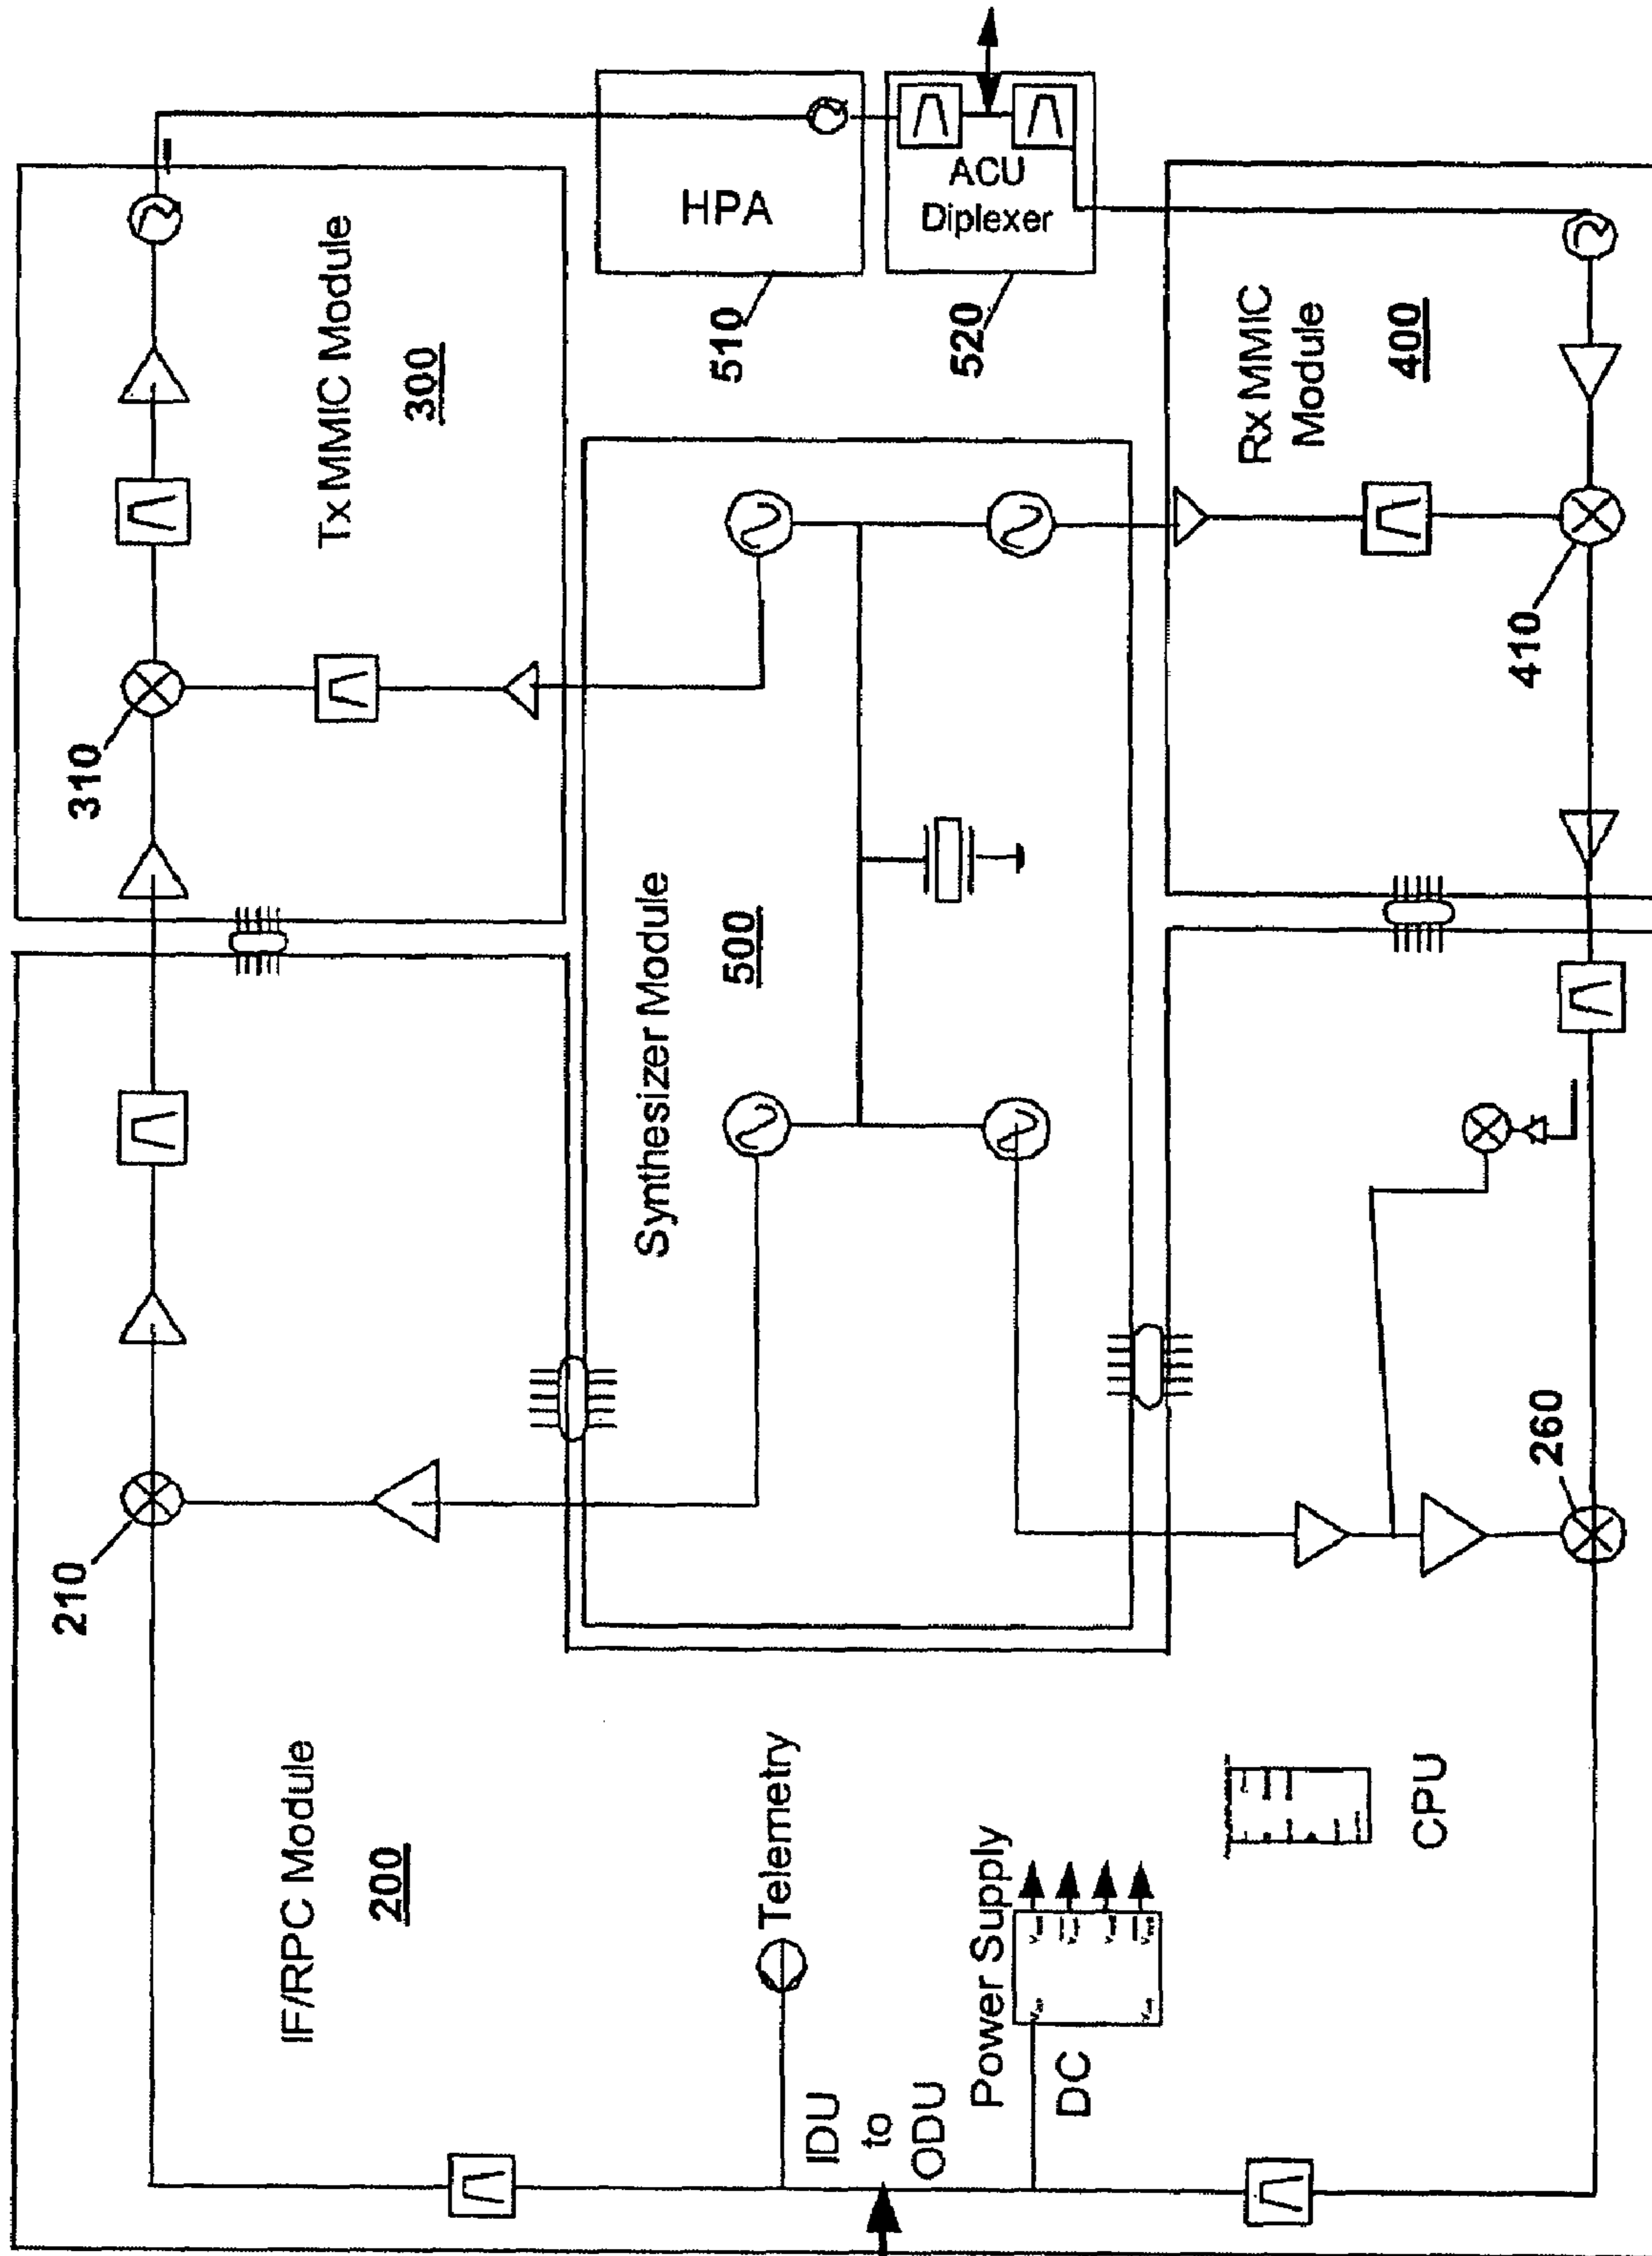 IF/RPC Module
200
210
Tx MMIC Module
300
310
Synthesizer Module
500
HPA
510
ACU
Diplexer
520
Rx MMIC
Module
400
410
260
Telemetry
IDU
to
ODU
Power Supply
DC
CPU